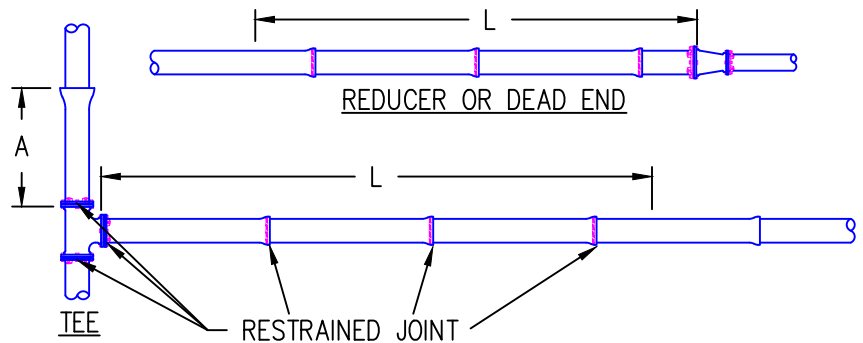 L
REDUCER OR DEAD END
A
L
TEE
RESTRAINED JOINT